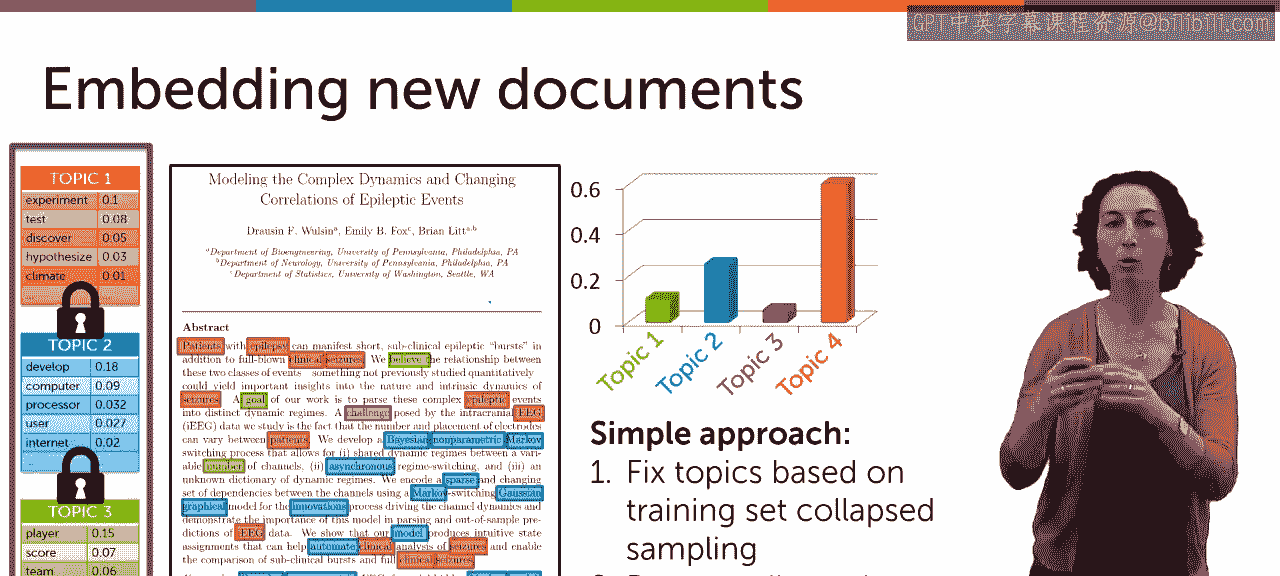 GPT中英字幕课程资源@bilibili.com
Embedding new documents
TOPIC 1
experiment 0.1
test 0.08
discover 0.05
hypothesize 0.03
climate 0.01
TOPIC 2
develop 0.18
computer 0.09
processor 0.032
user 0.027
internet 0.02
TOPIC 3
player 0.15
score 0.07
team 0.06
Modeling the Complex Dynamics and Changing
Correlations of Epileptic Events
Drausin F. Wulsinᵃ, Emily B. Foxᶜ, Brian Littᵃ,ᵇ
ᵃDepartment of Bioengineering, University of Pennsylvania, Philadelphia, PA
ᵇDepartment of Neurology, University of Pennsylvania, Philadelphia, PA
ᶜDepartment of Statistics, University of Washington, Seattle, WA
Abstract
Patients with epilepsy can manifest short, sub-clinical epileptic “bursts” in
addition to full-blown clinical seizures. We believe the relationship between
these two classes of events something not previously studied quantitatively
could yield important insights into the nature and intrinsic dynamics of
seizures. A goal of our work is to parse these complex epileptic events
into distinct dynamic regimes. A challenge posed by the intracranial EEG
(iEEG) data we study is the fact that the number and placement of electrodes
can vary between patients. We develop a Bayesian nonparametric Markov
switching process that allows for (i) shared dynamic regimes between a vari-
able number of channels, (ii) asynchronous regime-switching, and (iii) an
unknown dictionary of dynamic regimes. We encode a sparse and changing
set of dependencies between the channels using a Markov-switching Gaussian
graphical model for the innovations process driving the channel dynamics and
demonstrate the importance of this model in parsing and out-of-sample pre-
dictions of iEEG data. We show that our model produces intuitive state
assignments that can help automate clinical analysis of seizures and enable
the comparison of sub-clinical bursts and full clinical seizures.
0.6
0.4
0.2
0
Topic 1
Topic 2
Topic 3
Topic 4
Simple approach:
1. Fix topics based on
training set collapsed
sampling